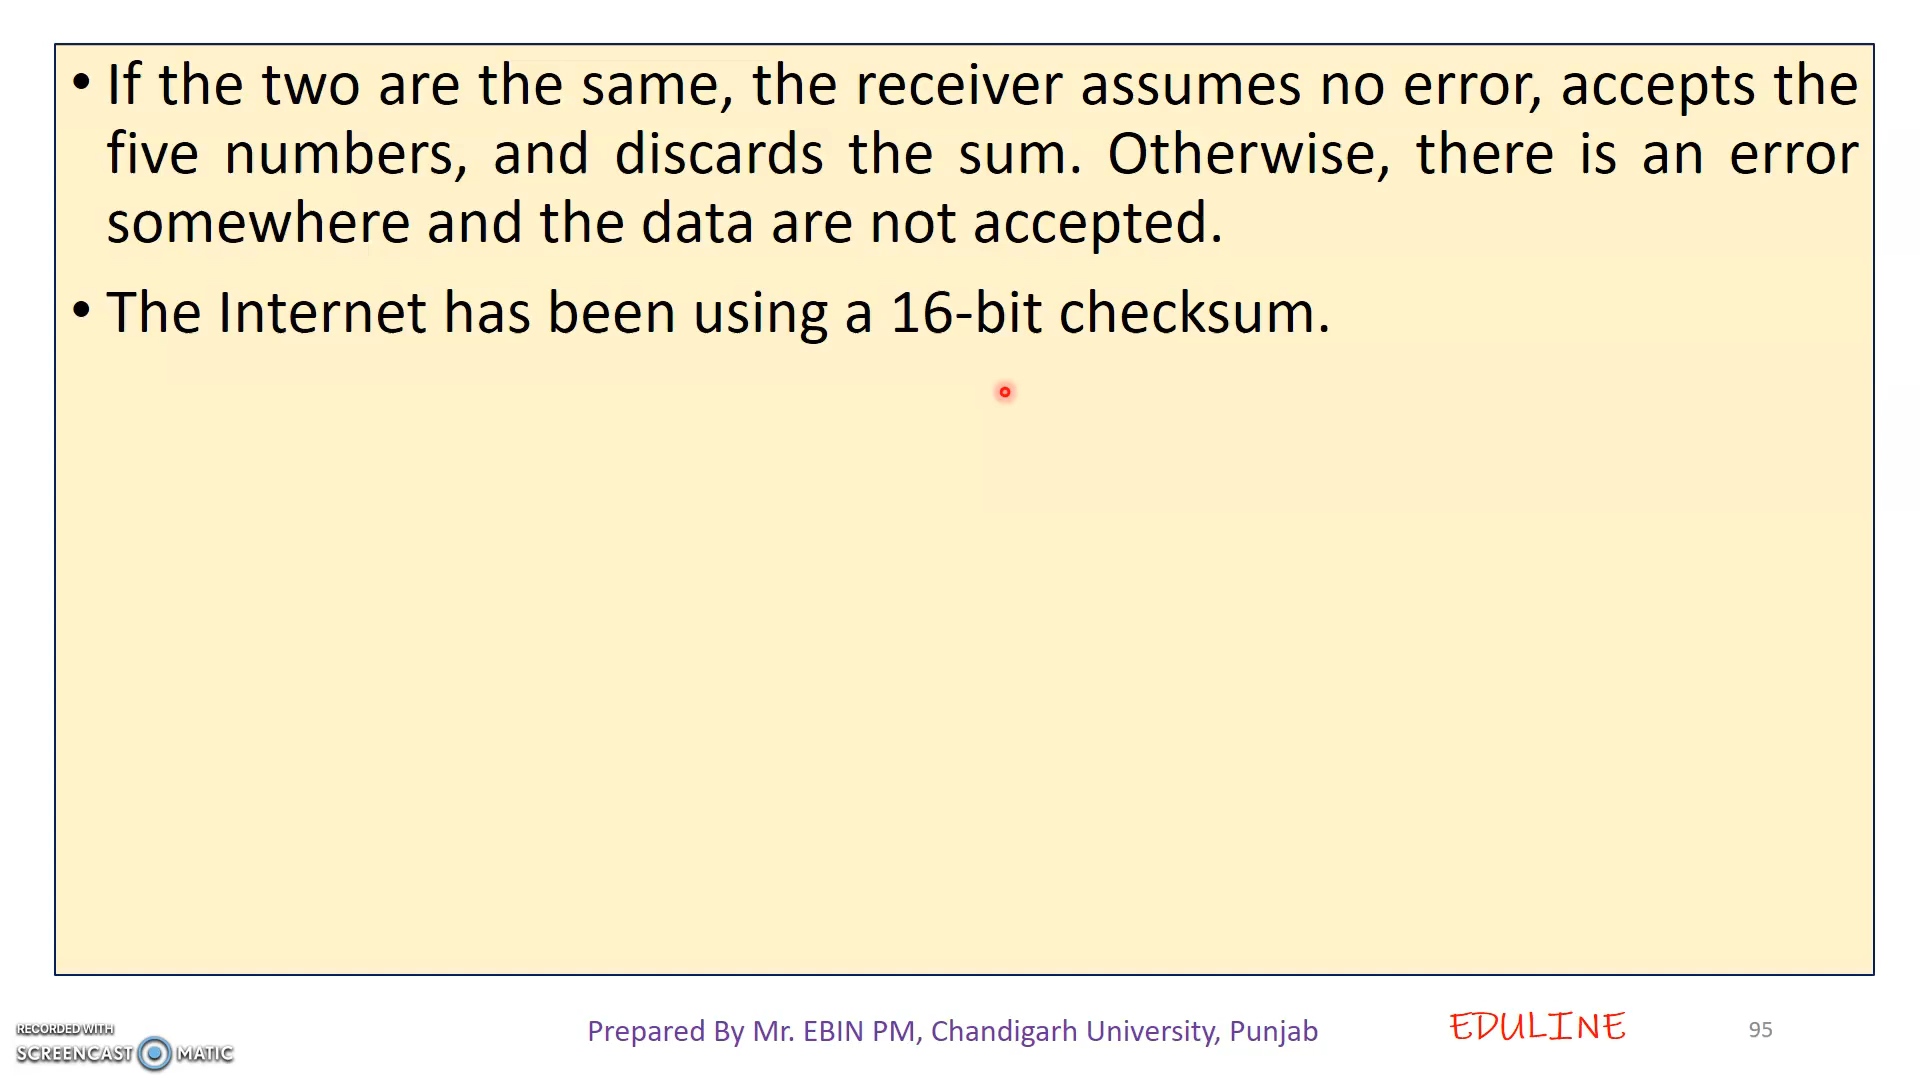 • If the two are the same, the receiver assumes no error, accepts the
five numbers, and discards the sum. Otherwise, there is an error
somewhere and the data are not accepted.
• The Internet has been using a 16-bit checksum.
RECORDED WITH
SCREENCAST MATIC
Prepared By Mr. EBIN PM, Chandigarh University, Punjab
EDULINE
95